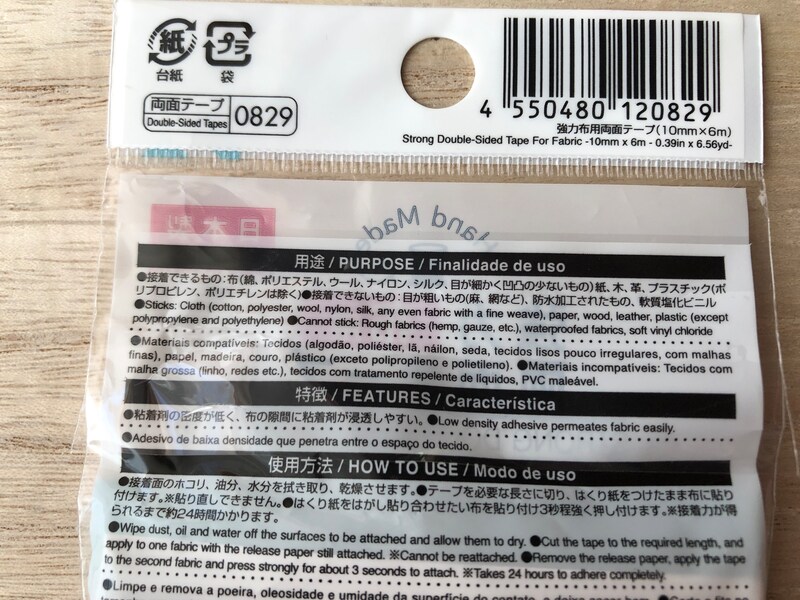 紙
プラ
台紙
袋
両面テープ
Double-Sided Tapes
0829
4 550480 120829
強力布用両面テープ(10mm×6m)
Strong Double-Sided Tape For Fabric -10mm x 6m - 0.39in x 6.56yd-
Hand Made
日本製
用途 / PURPOSE / Finalidade de uso
●接着できるもの:布(綿、ポリエステル、ウール、ナイロン、シルク、目が細かく凹凸の少ないもの)紙、木、革、プラスチック(ポ
リプロピレン、ポリエチレンは除く)●接着できないもの:目が粗いもの(麻、網など)、防水加工されたもの、軟質塩化ビニル
●Sticks: Cloth (cotton, polyester, wool, nylon, silk, any even fabric with a fine weave), paper, wood, leather, plastic (except
polypropylene and polyethylene) ●Cannot stick: Rough fabrics (hemp, gauze, etc.), waterproofed fabrics, soft vinyl chloride
●Materiais compatíveis: Tecidos (algodão, poliéster, lã, náilon, seda, tecidos lisos pouco irregulares, com malhas
finas), papel, madeira, couro, plástico (exceto polipropileno e polietileno). ●Materiais incompatíveis: Tecidos com
malha grossa (linho, redes etc.), tecidos com tratamento repelente de líquidos, PVC maleável.
特徴 / FEATURES / Característica
●粘着剤の密度が低く、布の隙間に粘着剤が浸透しやすい。●Low density adhesive permeates fabric easily.
●Adesivo de baixa densidade que penetra entre o espaço do tecido.
使用方法 / HOW TO USE / Modo de uso
●接着面のホコリ、油分、水分を拭き取り、乾燥させます。●テープを必要な長さに切り、はくり紙をつけたまま布に貼り
付けます。※貼り直しできません。●はくり紙をはがし貼り合わせたい布を貼り付け3秒程強く押し付けます。※接着力が得
られるまで約24時間かかります。
●Wipe dust, oil and water off the surfaces to be attached and allow them to dry. ●Cut the tape to the required length, and
apply to one fabric with the release paper still attached. ※Cannot be reattached. ●Remove the release paper, apply the tape
to the second fabric and press strongly for about 3 seconds to attach. ※Takes 24 hours to adhere completely.
●Limpe e remova a poeira, oleosidade e umidade da superfície de contato, e deixe